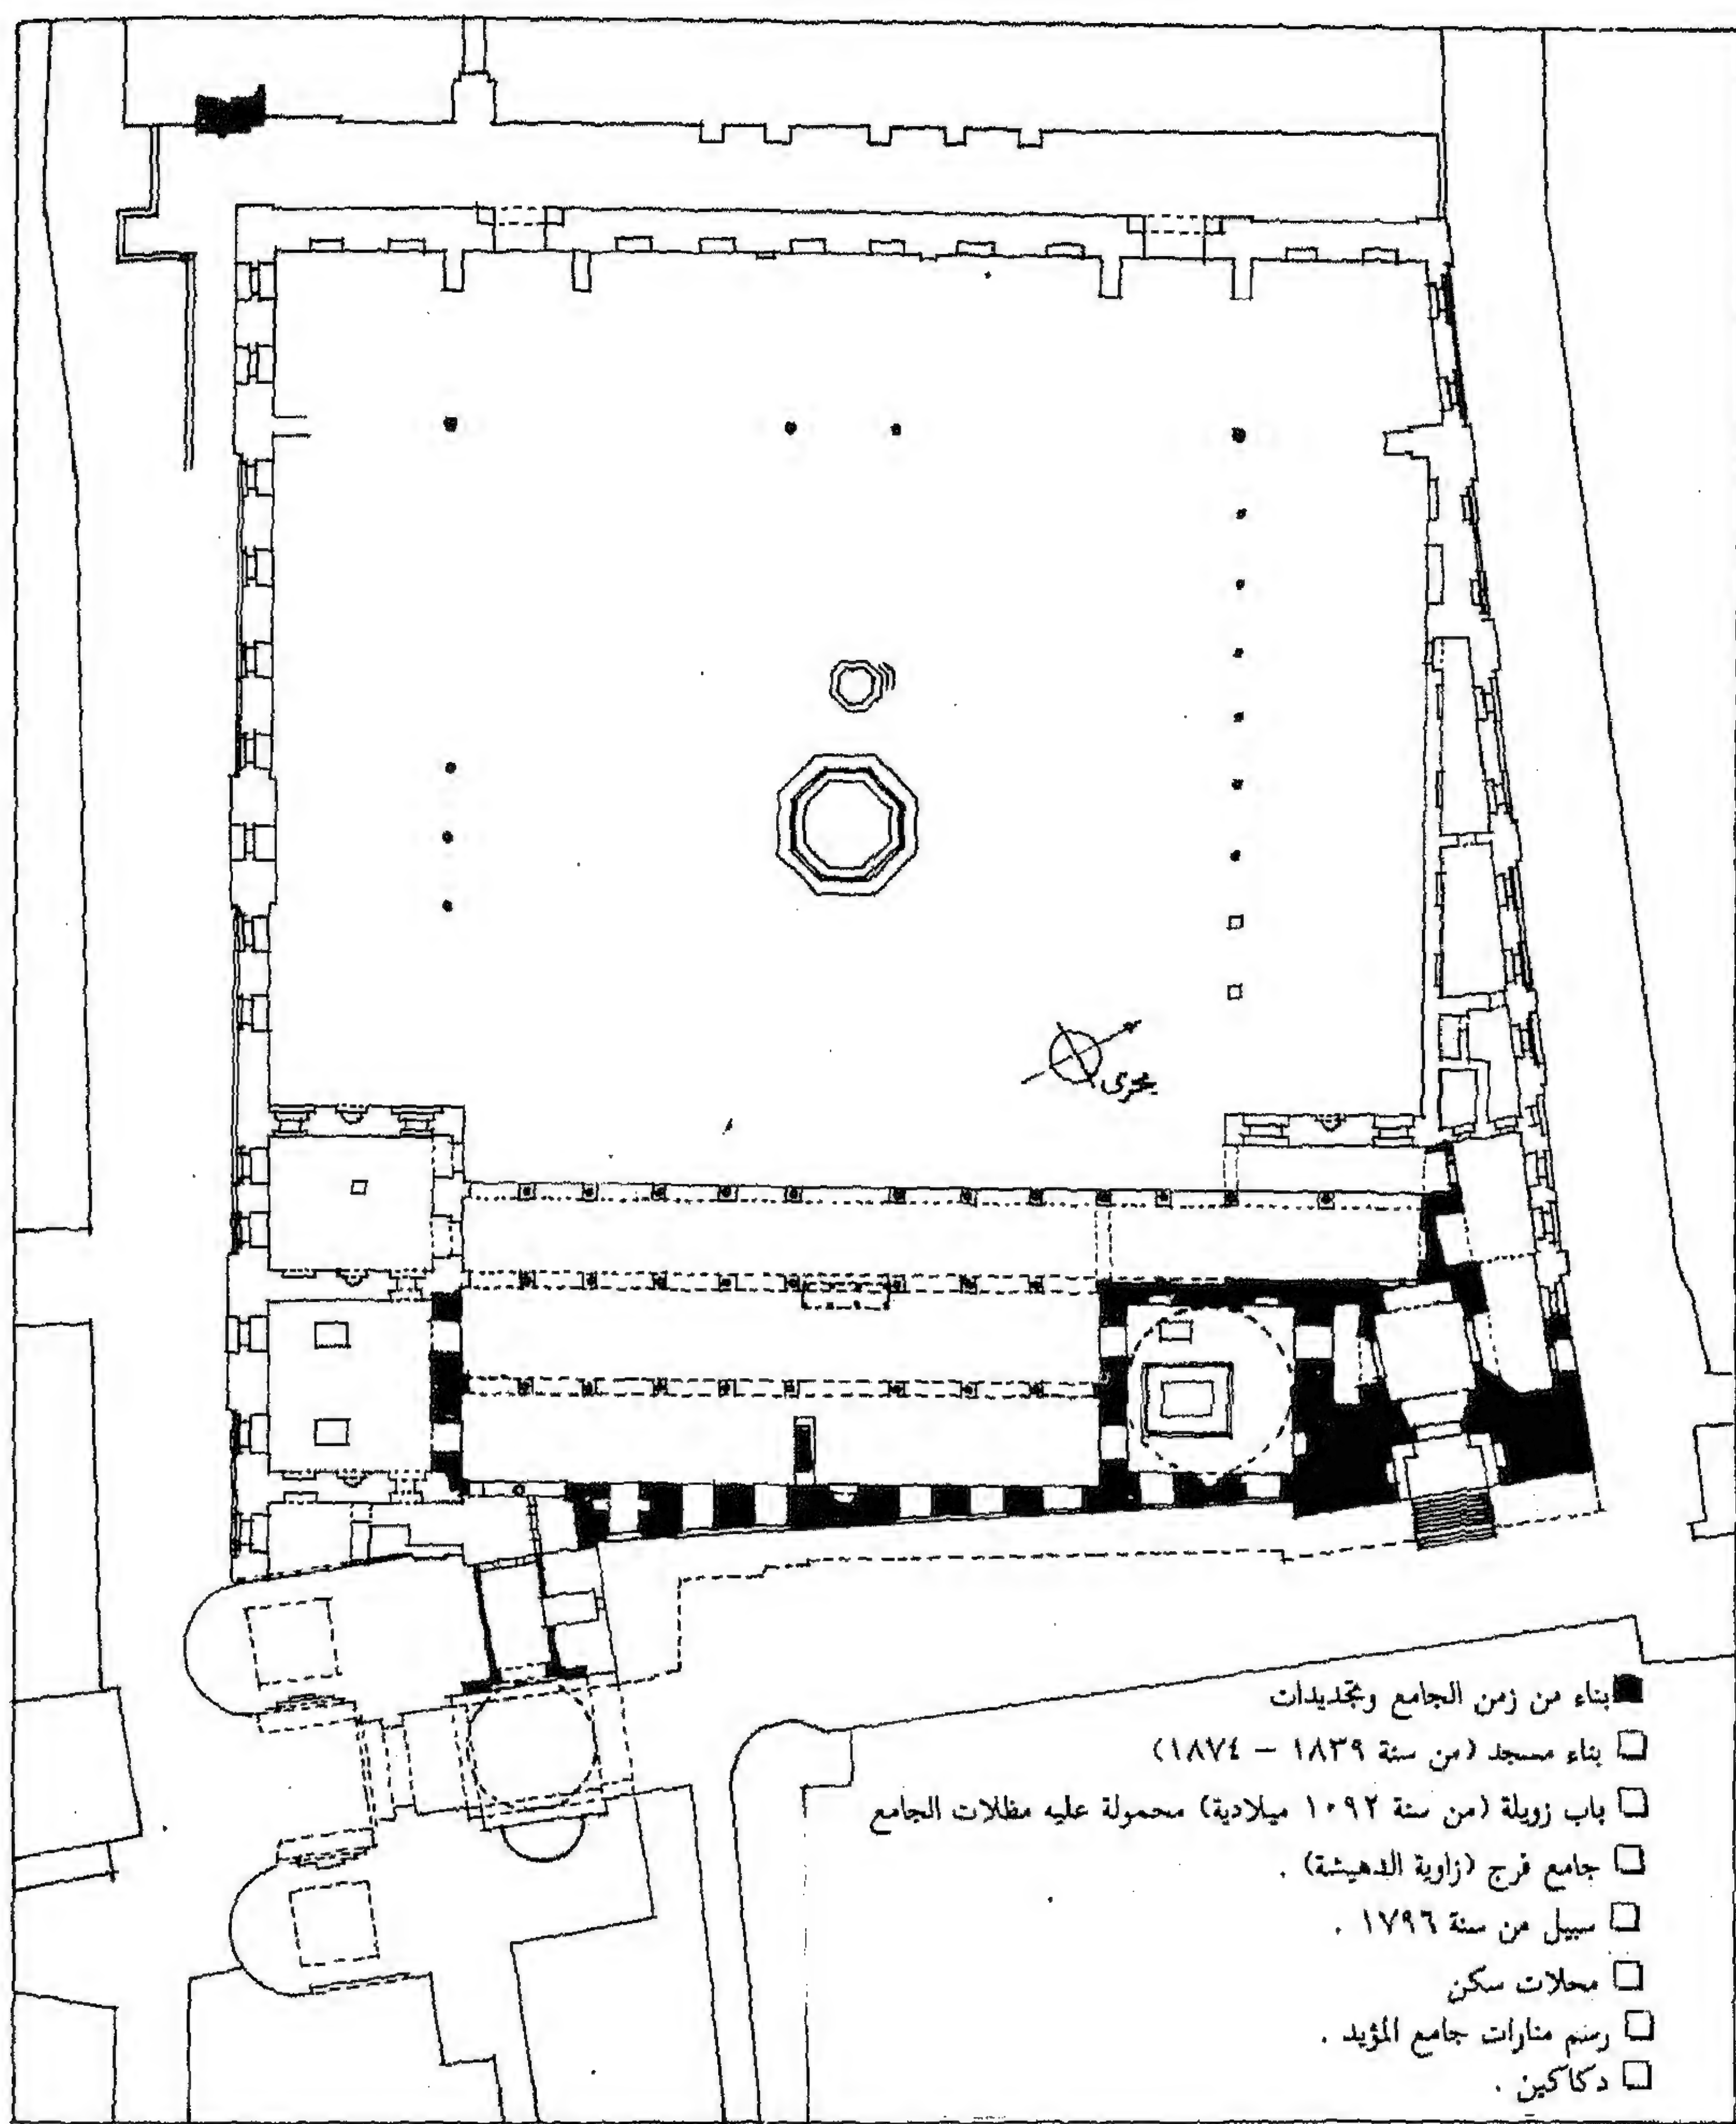 بحرى
بناء من زمن الجامع وتجديدات
بناء مسجد (من سنة ١٨٣٩ – ١٨٧٤)
باب زويلة (من سنة ١٠٩٢ ميلادية) محمولة عليه مظلات الجامع
جامع فرج (زاوية الدهيشة) .
سبيل من سنة ١٧٩٦ .
محلات سكن
رسم منارات جامع المؤيد .
دكاكين .